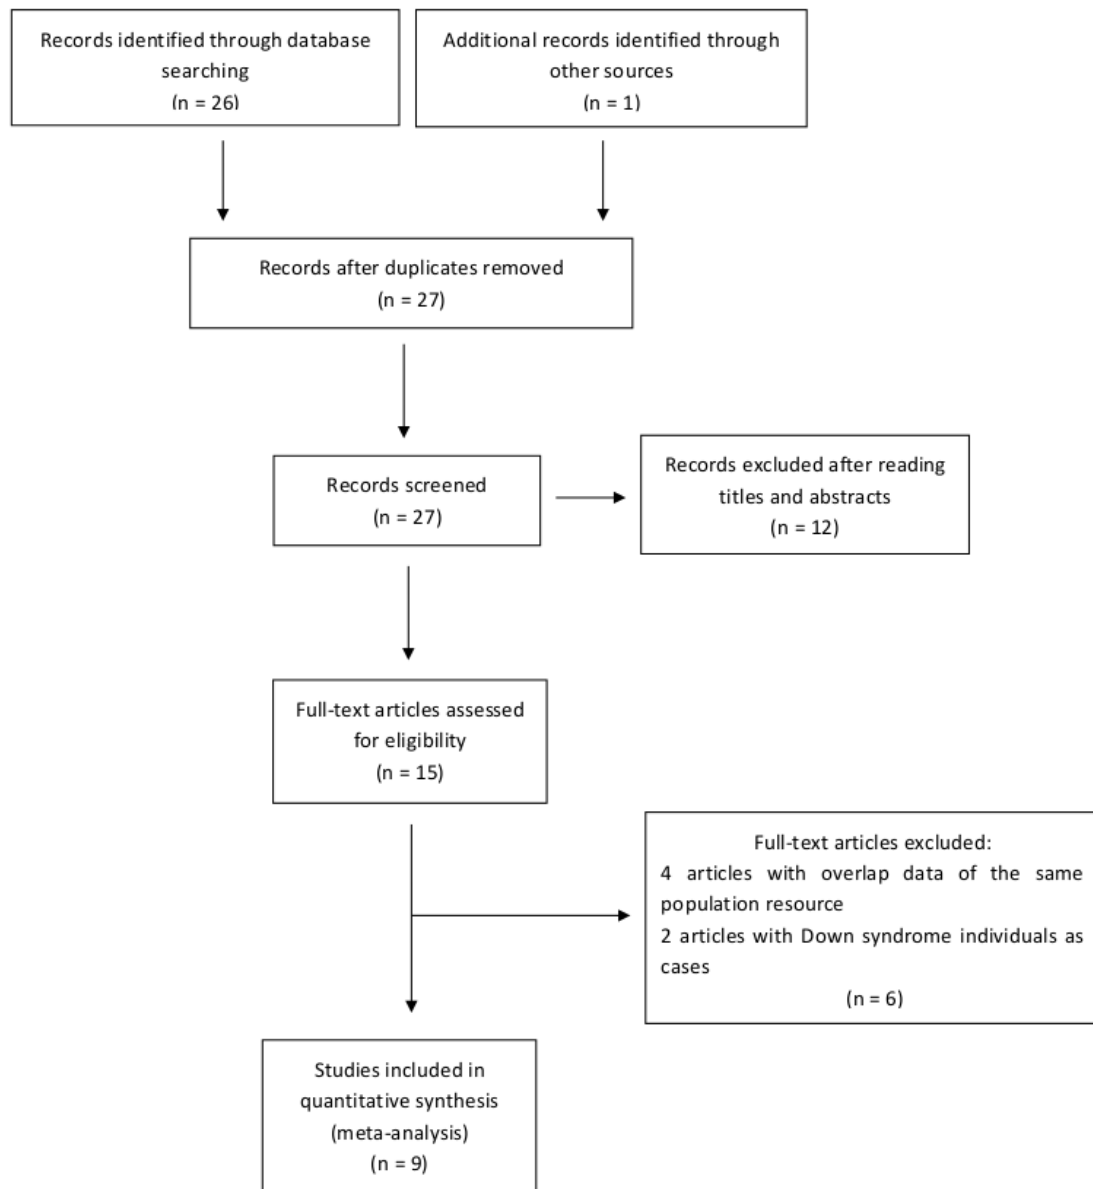 Records identified through database
searching
(n = 26)
Additional records identified through
other sources
(n = 1)
Records after duplicates removed
(n = 27)
Records screened
(n = 27)
Records excluded after reading
titles and abstracts
(n = 12)
Full-text articles assessed
for eligibility
(n = 15)
Full-text articles excluded:
4 articles with overlap data of the same
population resource
2 articles with Down syndrome individuals as
cases
(n = 6)
Studies included in
quantitative synthesis
(meta-analysis)
(n = 9)